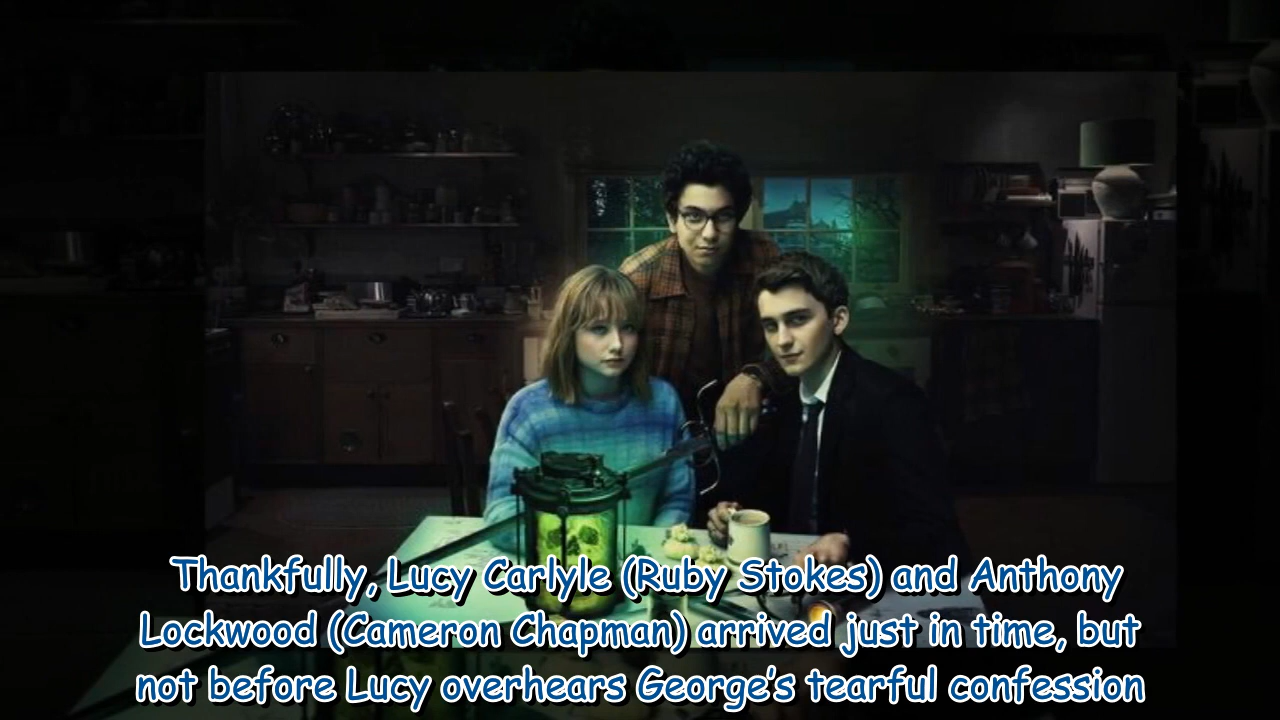 Thankfully, Lucy Carlyle (Ruby Stokes) and Anthony
Lockwood (Cameron Chapman) arrived just in time, but
not before Lucy overhears George's tearful confession